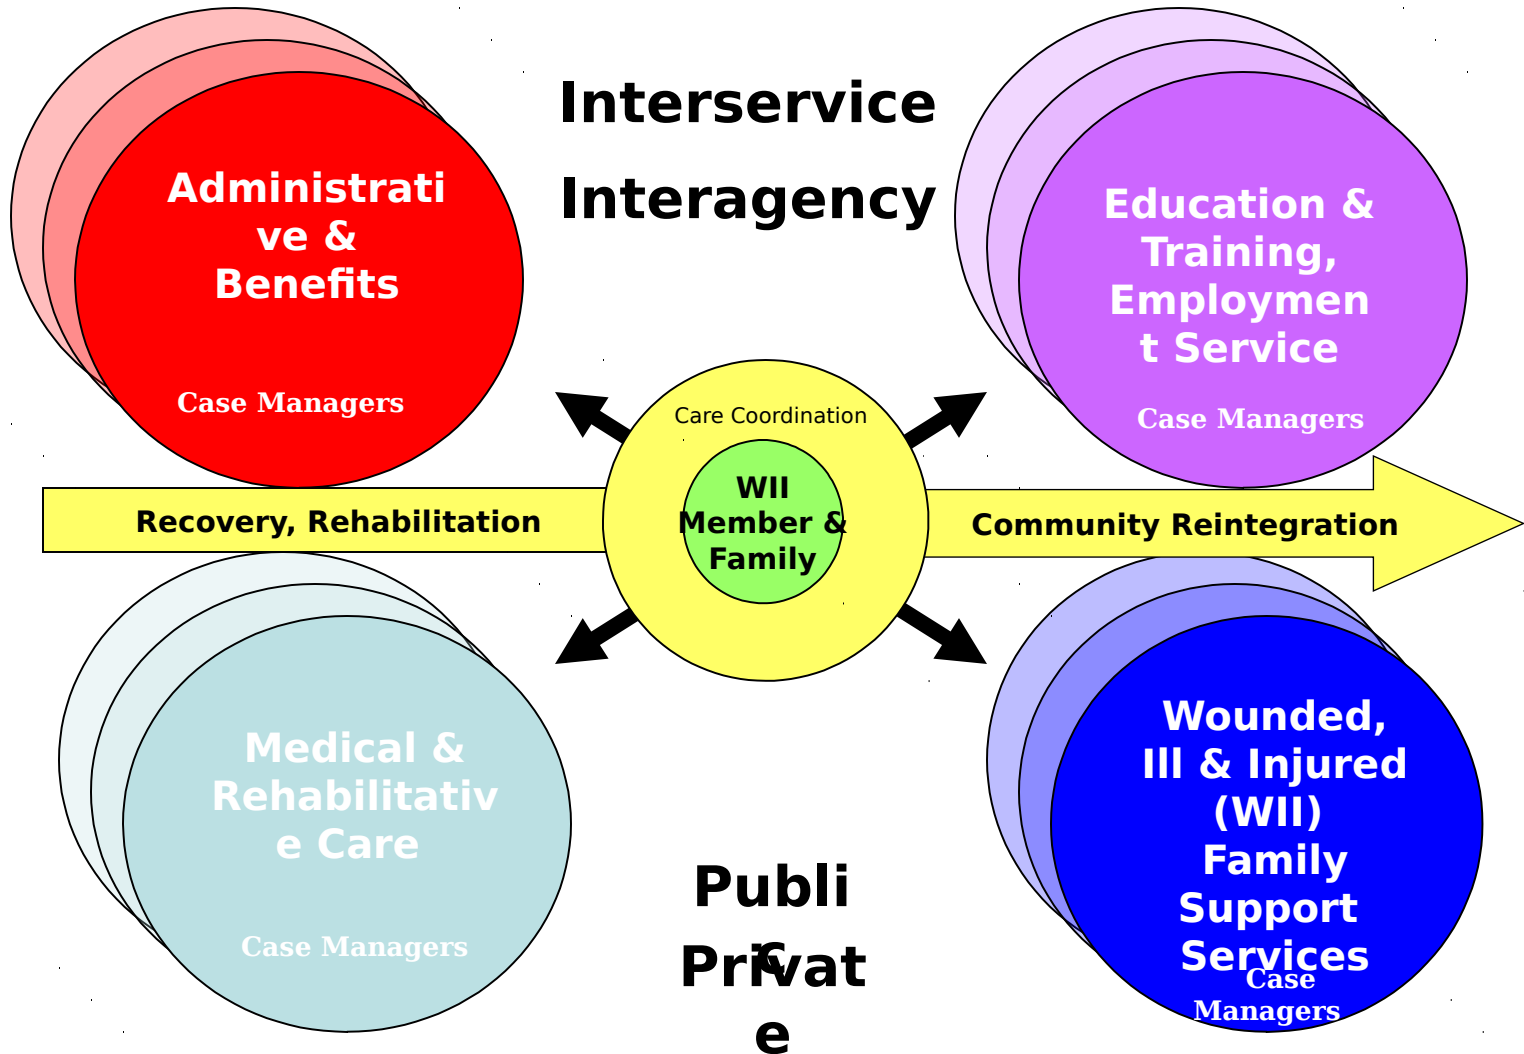 Interservice
Interagency
Administrati
ve &
Benefits
Case Managers
Education &
Training,
Employmen
t Service
Case Managers
Care Coordination
WII
Member &
Family
Recovery, Rehabilitation
Community Reintegration
Medical &
Rehabilitativ
e Care
Case Managers
Wounded,
Ill & Injured
(WII)
Family
Support
Services
Case
Managers
Publi
c
Privat
e